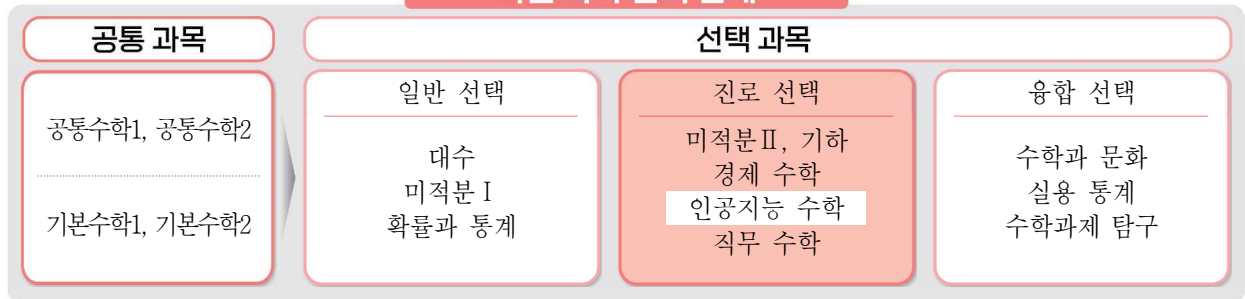 공통 과목
선택 과목
공통수학1, 공통수학2
기본수학1, 기본수학2
일반 선택
대수
미적분Ⅰ
확률과 통계
진로 선택
미적분Ⅱ, 기하
경제 수학
인공지능 수학
직무 수학
융합 선택
수학과 문화
실용 통계
수학과제 탐구